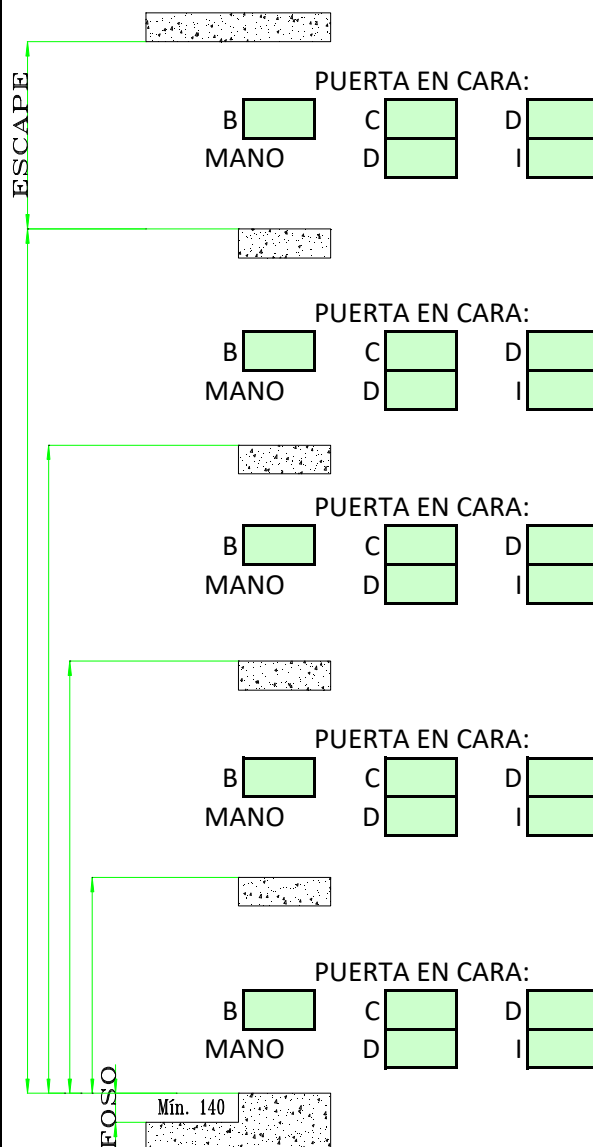 ESCAPE
PUERTA EN CARA:
B C D
MANO D I
PUERTA EN CARA:
B C D
MANO D I
PUERTA EN CARA:
B C D
MANO D I
PUERTA EN CARA:
B C D
MANO D I
PUERTA EN CARA:
B C D
MANO D I
FOSO
Mín. 140